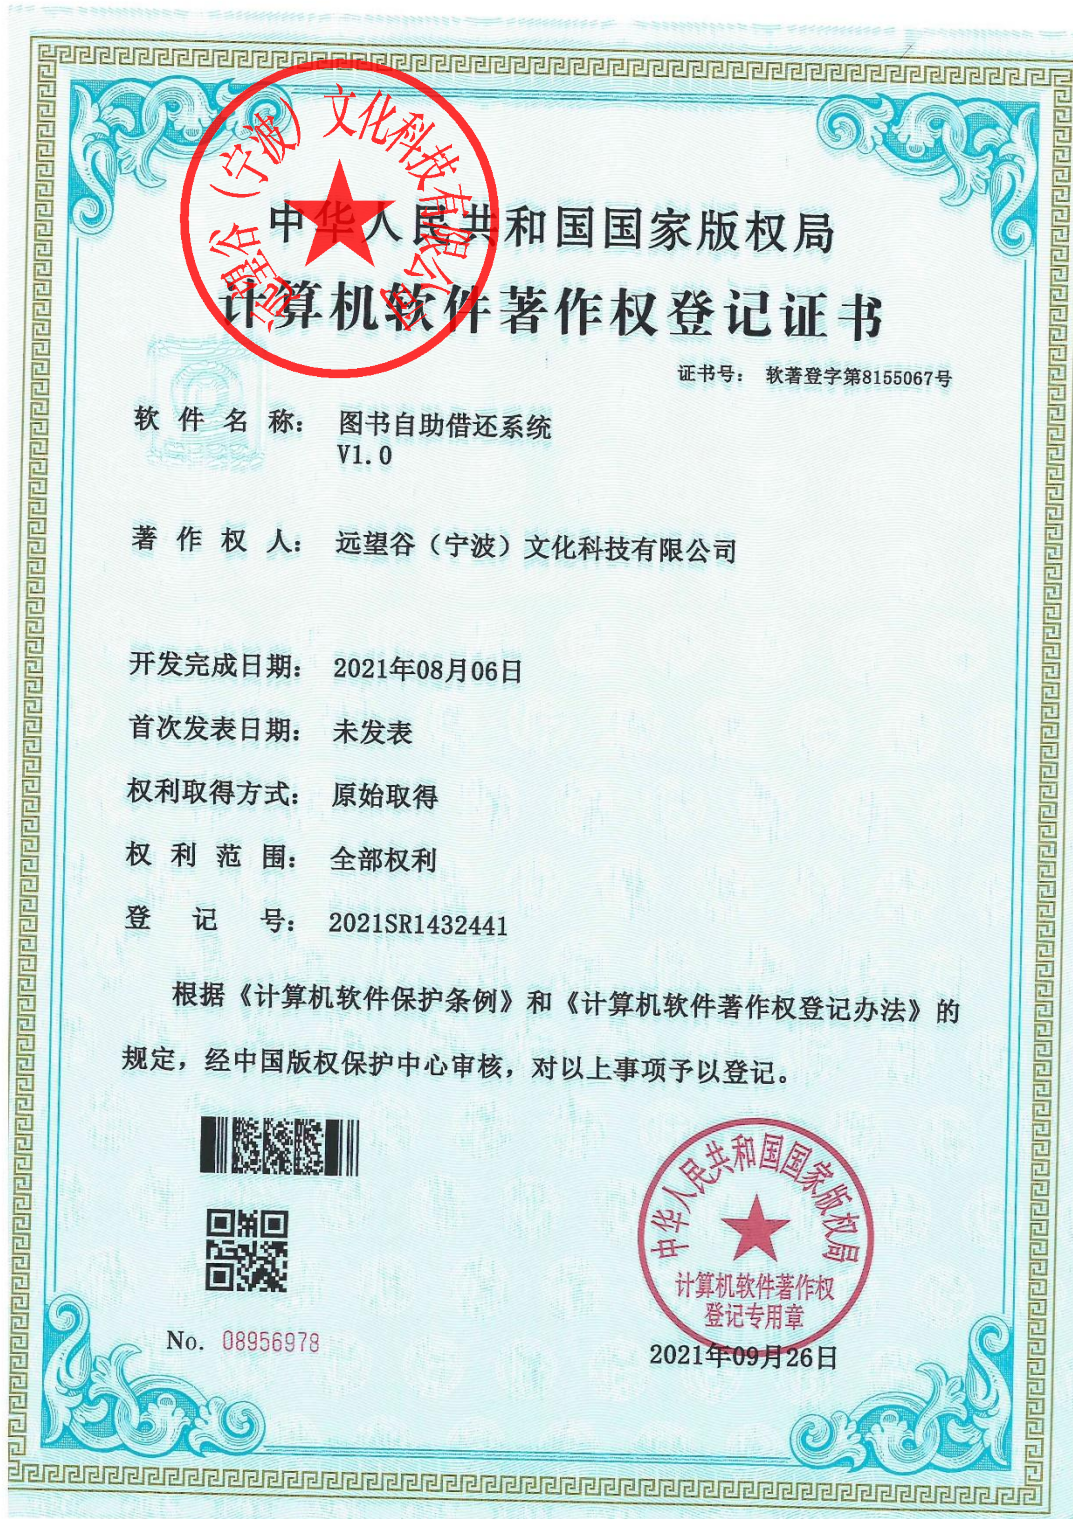 远望谷（宁波）文化科技有限公司
中华人民共和国国家版权局
计算机软件著作权登记证书
证书号： 软著登字第8155067号
软件名称： 图书自助借还系统
V1.0
著作权人： 远望谷（宁波）文化科技有限公司
开发完成日期： 2021年08月06日
首次发表日期： 未发表
权利取得方式： 原始取得
权利范围： 全部权利
登记号： 2021SR1432441
根据《计算机软件保护条例》和《计算机软件著作权登记办法》的
规定，经中国版权保护中心审核，对以上事项予以登记。
中华人民共和国国家版权局
计算机软件著作权
登记专用章
No. 08956978
2021年09月26日